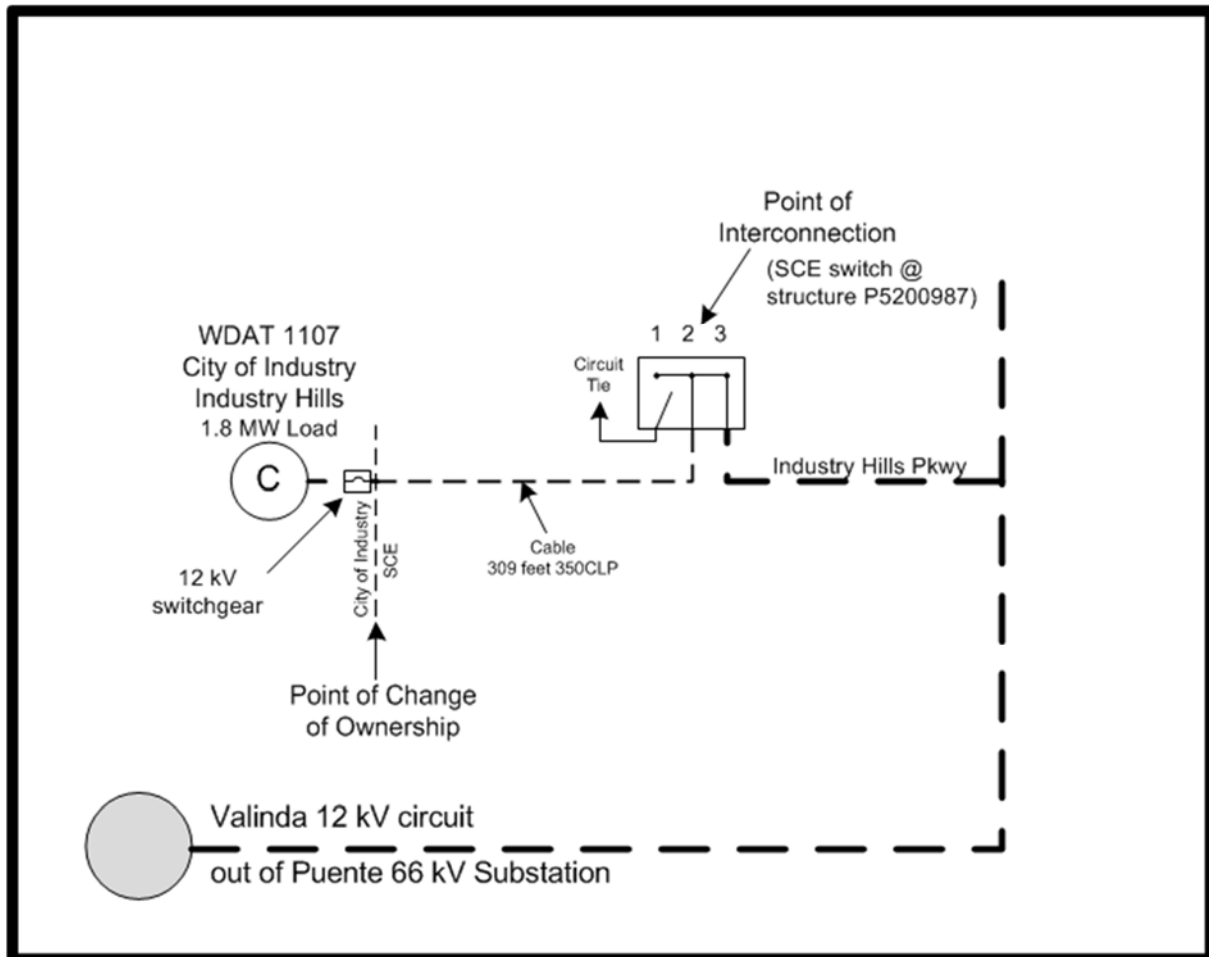 Point of
Interconnection
(SCE switch @
structure P5200987)
1 2 3
Circuit
Tie
WDAT 1107
City of Industry
Industry Hills
1.8 MW Load
C
Industry Hills Pkwy
City of Industry
SCE
Cable
309 feet 350CLP
12 kV
switchgear
Point of Change
of Ownership
Valinda 12 kV circuit
out of Puente 66 kV Substation